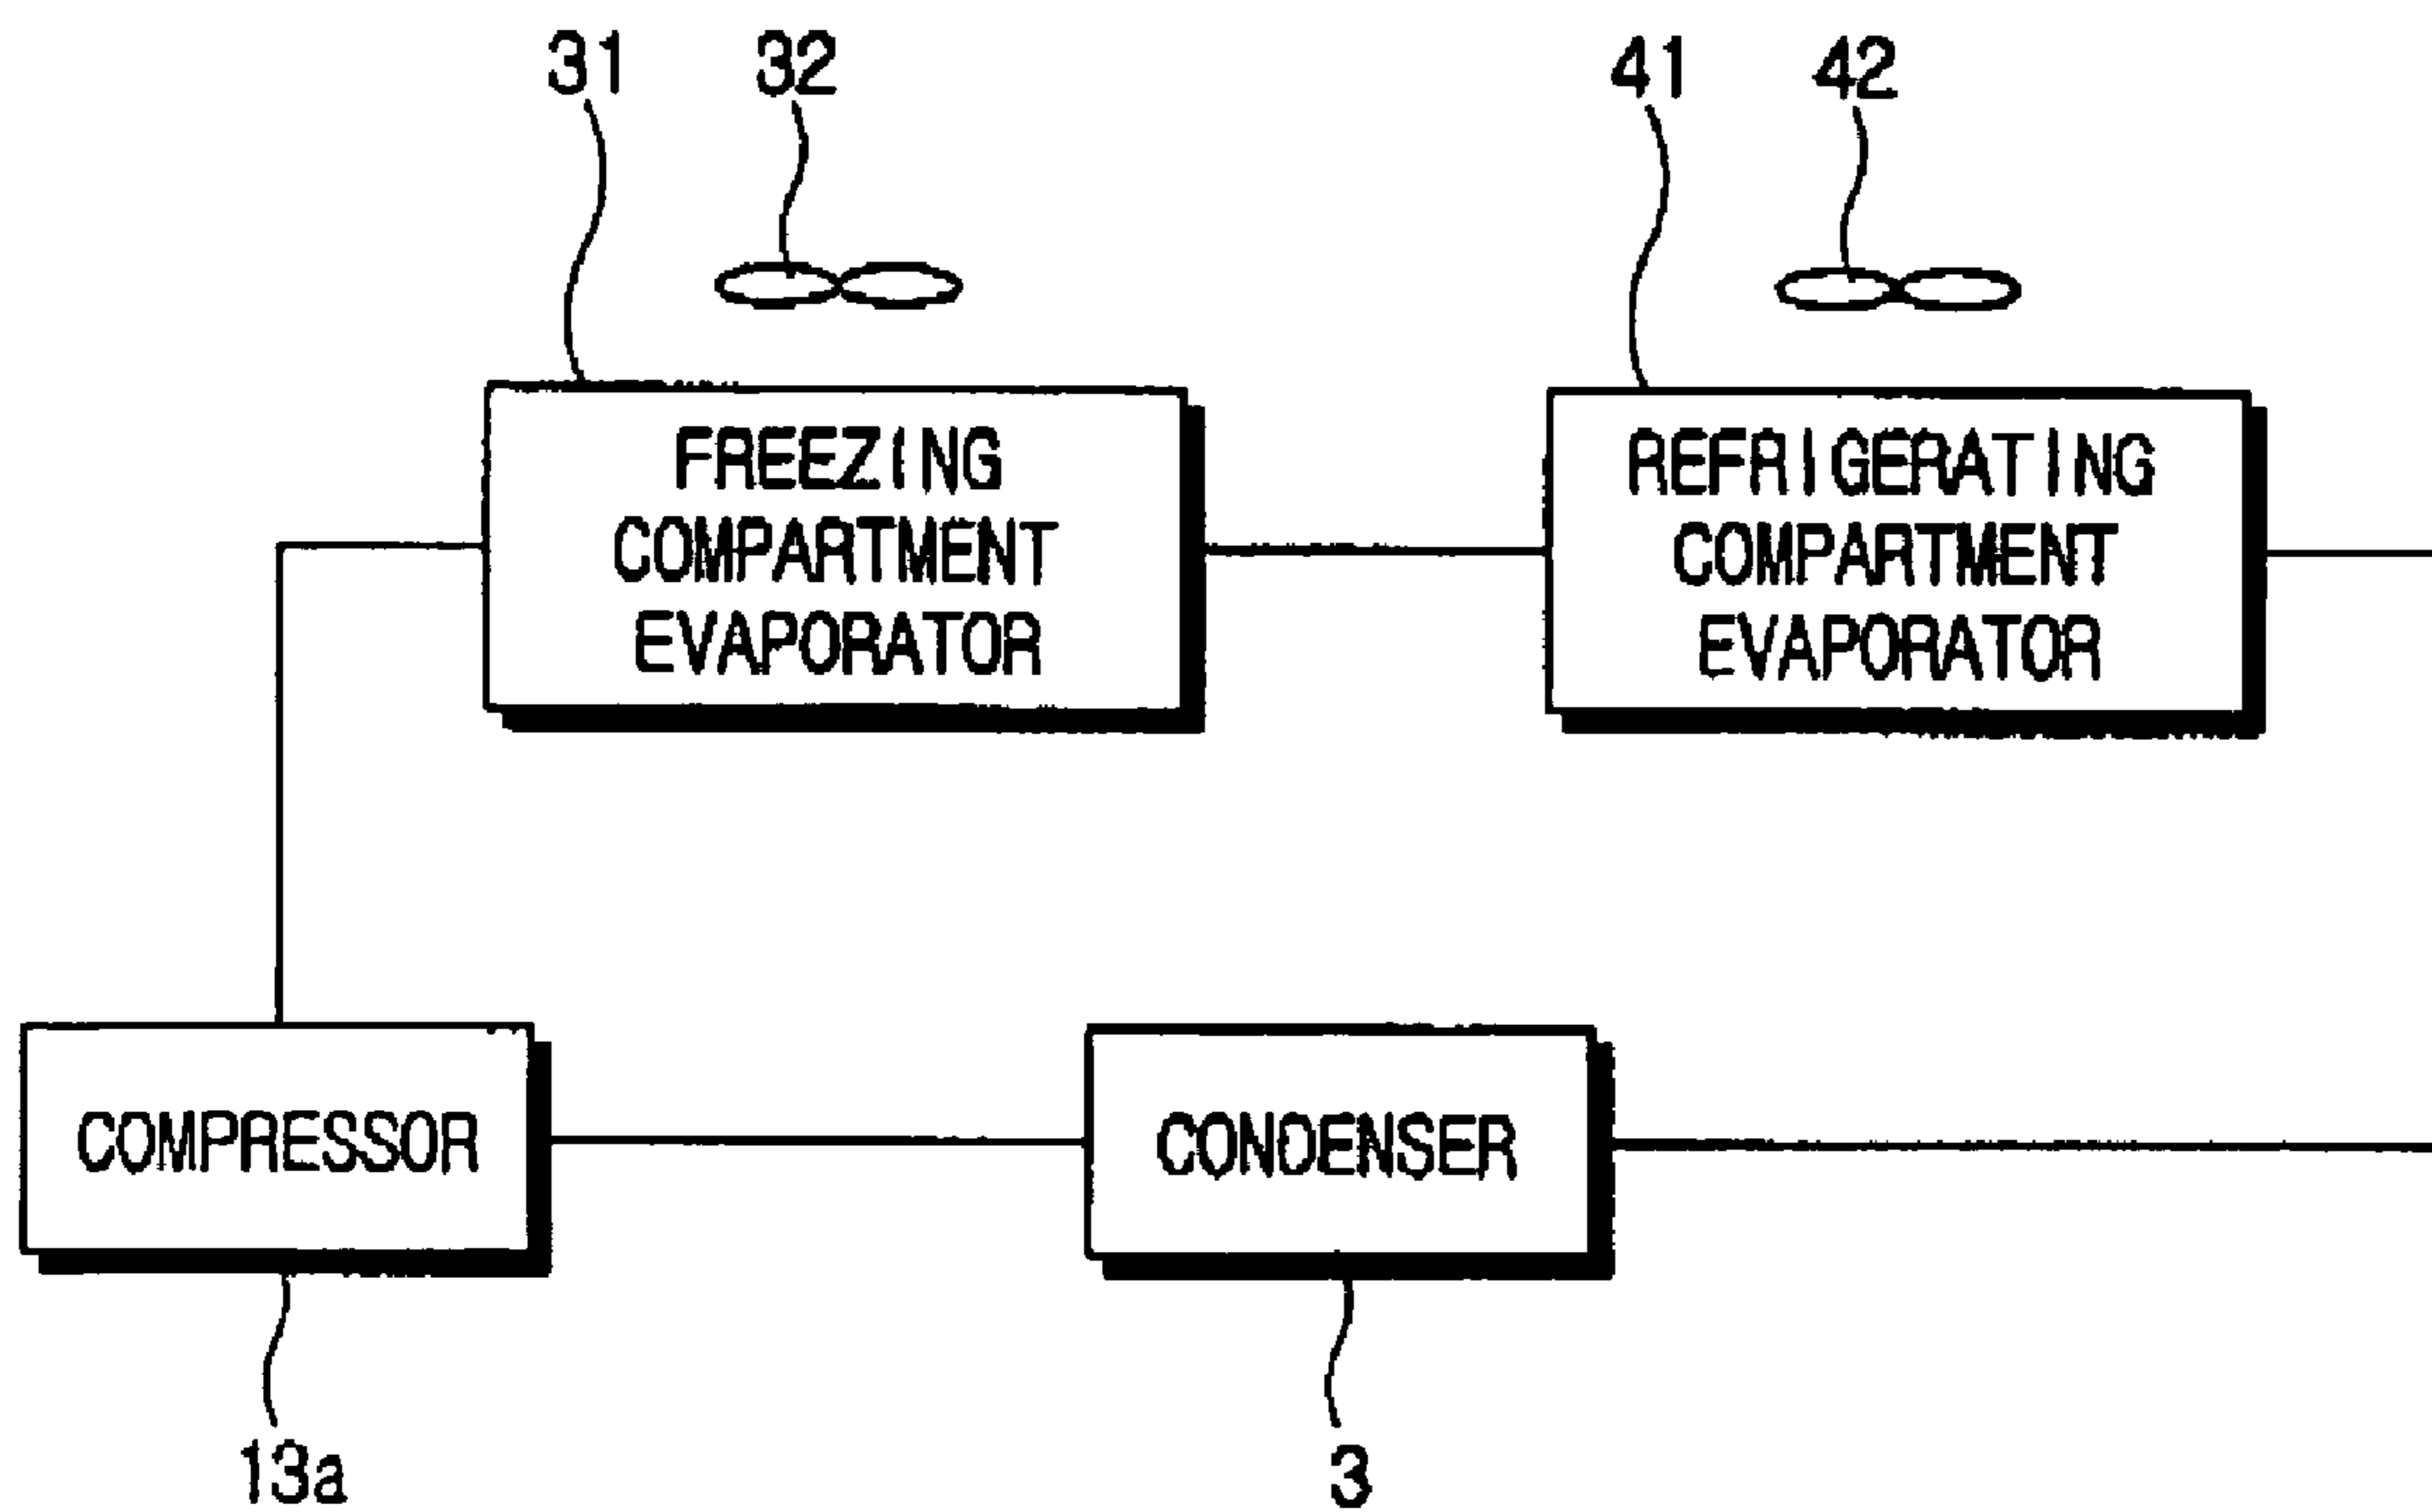 31
32
41
42
FREEZING
COMPARTMENT
EVAPORATOR
REFRIGERATING
COMPARTMENT
EVAPORATOR
COMPRESSOR
CONDENSER
13a
3